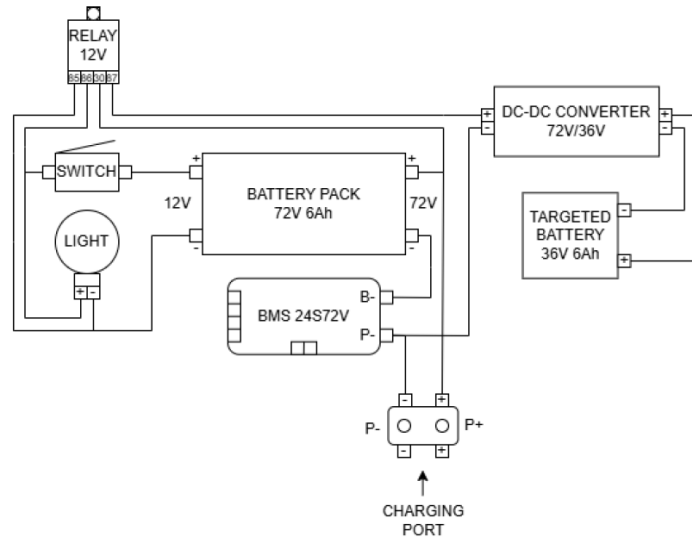 RELAY
12V
85 86 30 87
+ +
- -
DC-DC CONVERTER
72V/36V
SWITCH
+ +
12V
BATTERY PACK
72V 6Ah
72V
- -
LIGHT
+ -
TARGETED
BATTERY
36V 6Ah
-
+
BMS 24S72V
B-
P-
- +
P-
P+
- +
CHARGING
PORT